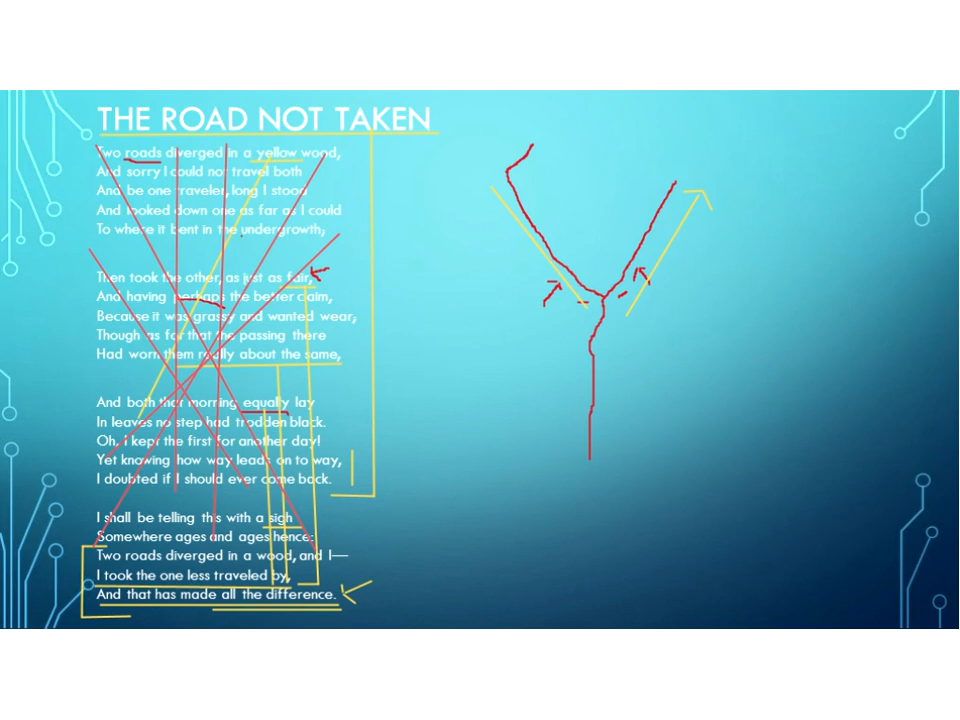 THE ROAD NOT TAKEN
Two roads diverged in a yellow wood,
And sorry I could not travel both
And be one traveler, long I stood
And looked down one as far as I could
To where it bent in the undergrowth;
Then took the other, as just as fair,
And having perhaps the better claim,
Because it was grassy and wanted wear;
Though as for that the passing there
Had worn them really about the same,
And both that morning equally lay
In leaves no step had trodden black.
Oh, I kept the first for another day!
Yet knowing how way leads on to way,
I doubted if I should ever come back.
I shall be telling this with a sigh
Somewhere ages and ages hence:
Two roads diverged in a wood, and I—
I took the one less traveled by,
And that has made all the difference.